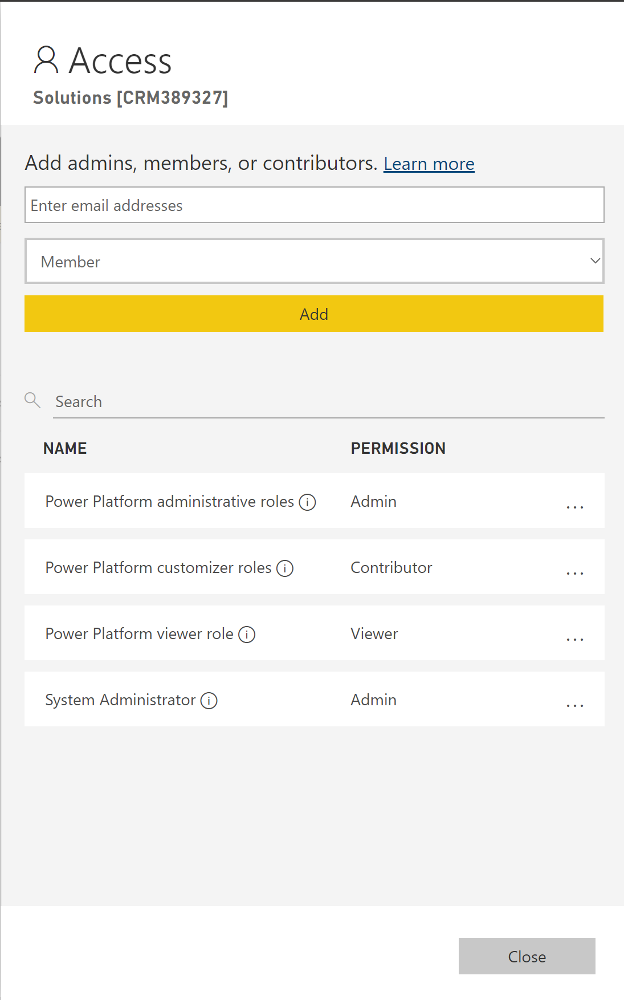 Access
Solutions [CRM389327]
Add admins, members, or contributors. Learn more
Enter email addresses
Member
Add
Search
NAME PERMISSION
Power Platform administrative roles Admin ...
Power Platform customizer roles Contributor ...
Power Platform viewer role Viewer ...
System Administrator Admin ...
Close